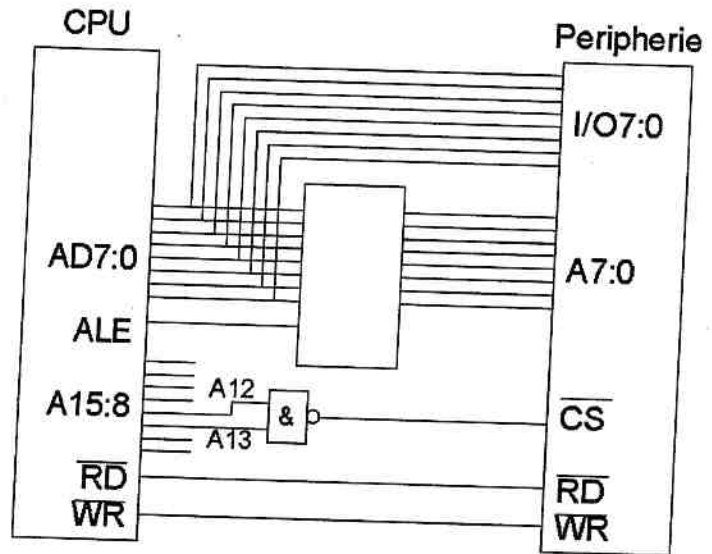 CPU
Peripherie
I/O7:0
AD7:0
A7:0
ALE
A12
A15:8
&
CS
A13
RD
RD
WR
WR